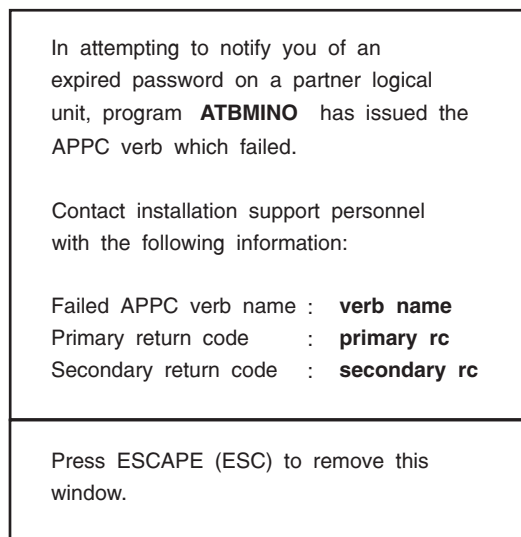 In attempting to notify you of an
expired password on a partner logical
unit, program ATBMINO has issued the
APPC verb which failed.
Contact installation support personnel
with the following information:
Failed APPC verb name : verb name
Primary return code : primary rc
Secondary return code : secondary rc
Press ESCAPE (ESC) to remove this
window.